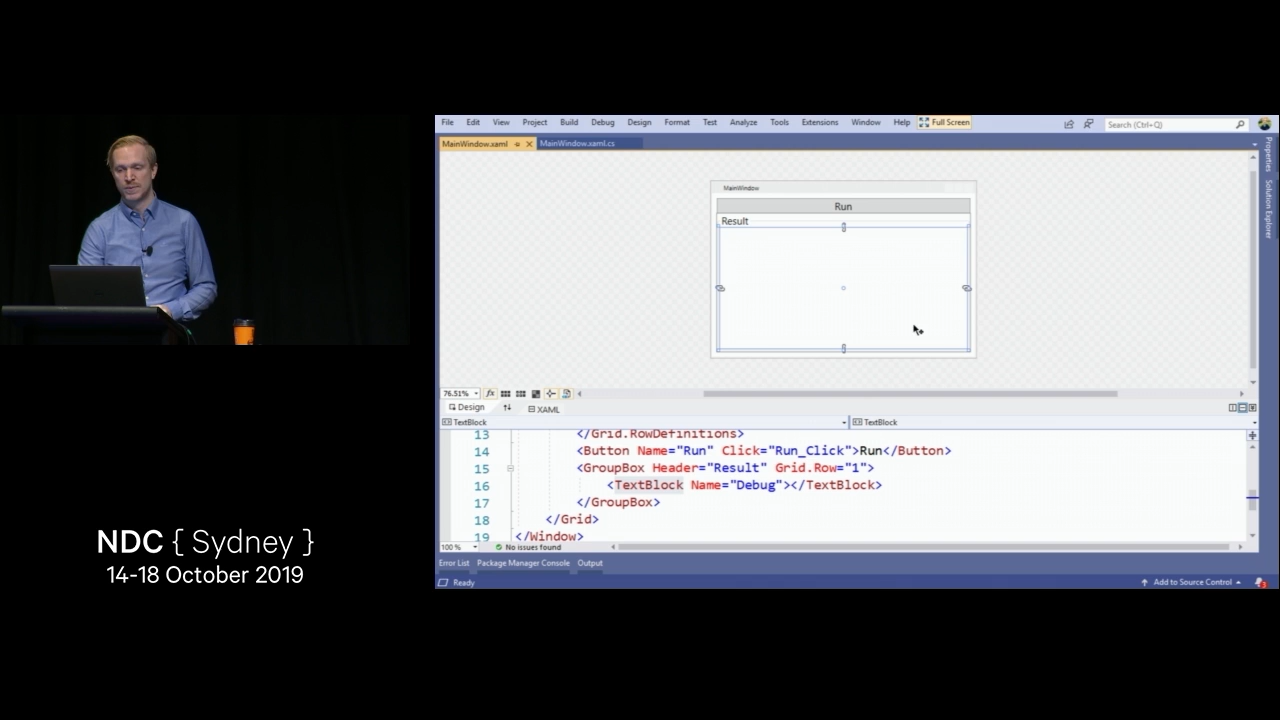 File Edit View Project Build Debug Design Format Test Analyze Tools Extensions Window Help Full Screen Search (Ctrl+Q)
MainWindow.xaml MainWindow.xaml.cs
Properties
Solution Explorer
MainWindow
Run
Result
76.51%
Design XAML
TextBlock TextBlock
13 </Grid.RowDefinitions>
14 <Button Name="Run" Click="Run_Click">Run</Button>
15 <GroupBox Header="Result" Grid.Row="1">
16 <TextBlock Name="Debug"></TextBlock>
17 </GroupBox>
18 </Grid>
19 </Window>
100 % No issues found
Error List Package Manager Console Output
Ready Add to Source Control 3
NDC { Sydney }
14-18 October 2019